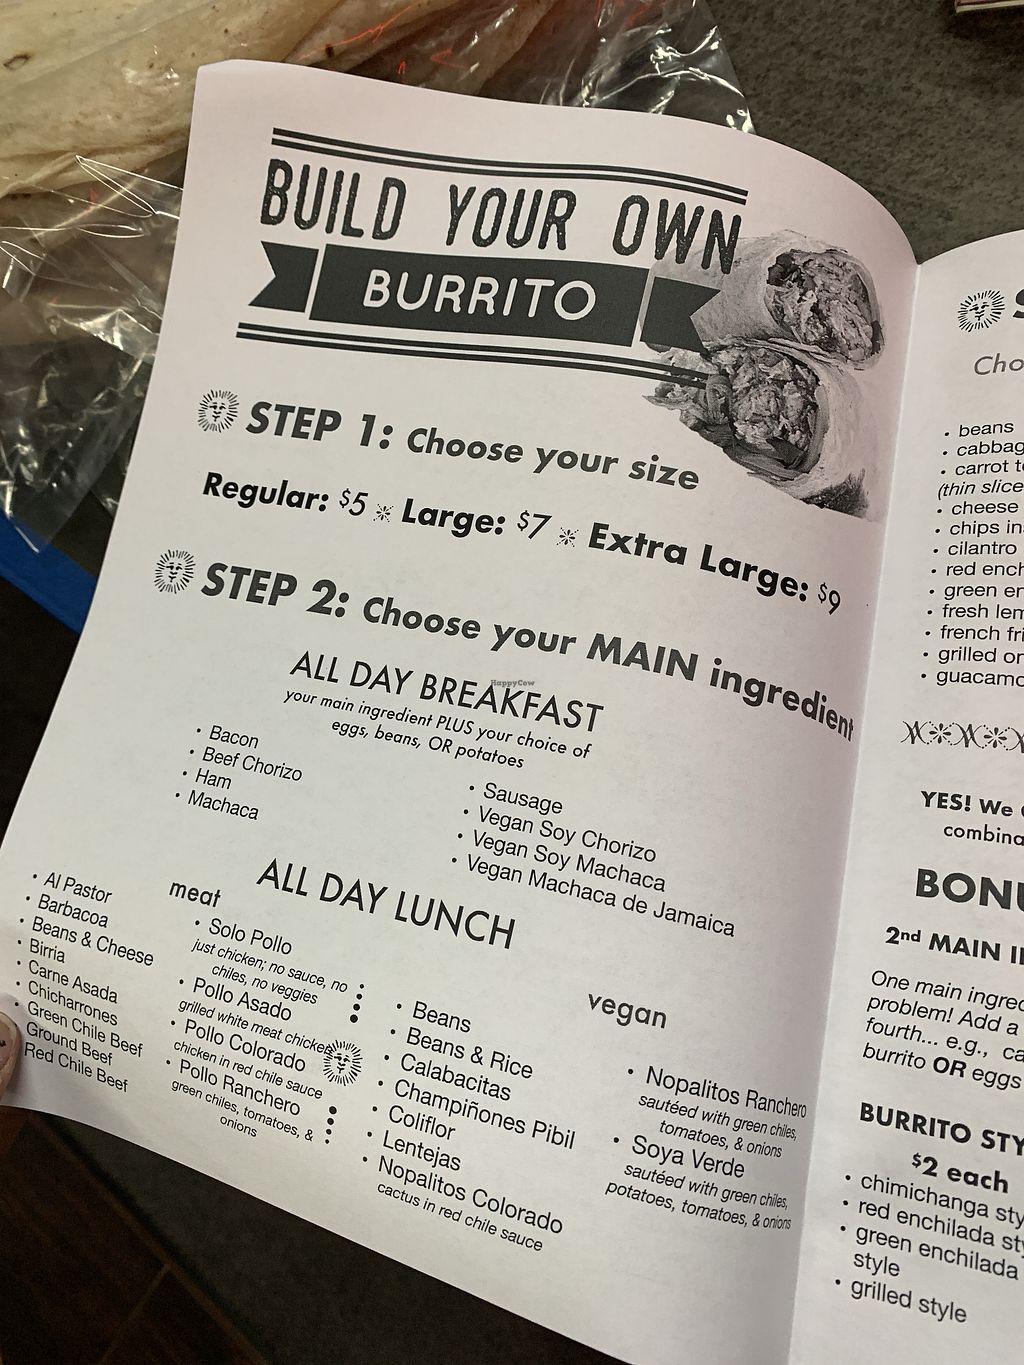 BUILD YOUR OWN
BURRITO
STEP 1: Choose your size
Regular: $5 Large: $7 Extra Large: $9
STEP 2: Choose your MAIN ingredient
ALL DAY BREAKFAST
HappyCow
your main ingredient PLUS your choice of
eggs, beans, OR potatoes
• Bacon
• Beef Chorizo
• Ham
• Machaca
• Sausage
• Vegan Soy Chorizo
• Vegan Soy Machaca
• Vegan Machaca de Jamaica
ALL DAY LUNCH
meat
• Al Pastor
• Barbacoa
• Beans & Cheese
• Birria
• Carne Asada
• Chicharrones
• Green Chile Beef
Ground Beef
Red Chile Beef
• Solo Pollo
just chicken; no sauce, no
chiles, no veggies
• Pollo Asado
grilled white meat chicken
• Pollo Colorado
chicken in red chile sauce
• Pollo Ranchero
green chiles, tomatoes, &
onions
vegan
• Beans
• Beans & Rice
• Calabacitas
• Champiñones Pibil
• Coliflor
• Lentejas
• Nopalitos Colorado
cactus in red chile sauce
• Nopalitos Ranchero
sautéed with green chiles,
tomatoes, & onions
• Soya Verde
sautéed with green chiles,
potatoes, tomatoes, & onions
• beans
• cheese
• cilantro
• red
• green
• fresh
• french
• grilled
YES! We
BONU
2nd MAIN
One main
problem! Add a
fourth... e.g.,
burrito OR eggs
BURRITO
$2 each
• chimichanga
• red enchilada
• green enchilada
style
• grilled style